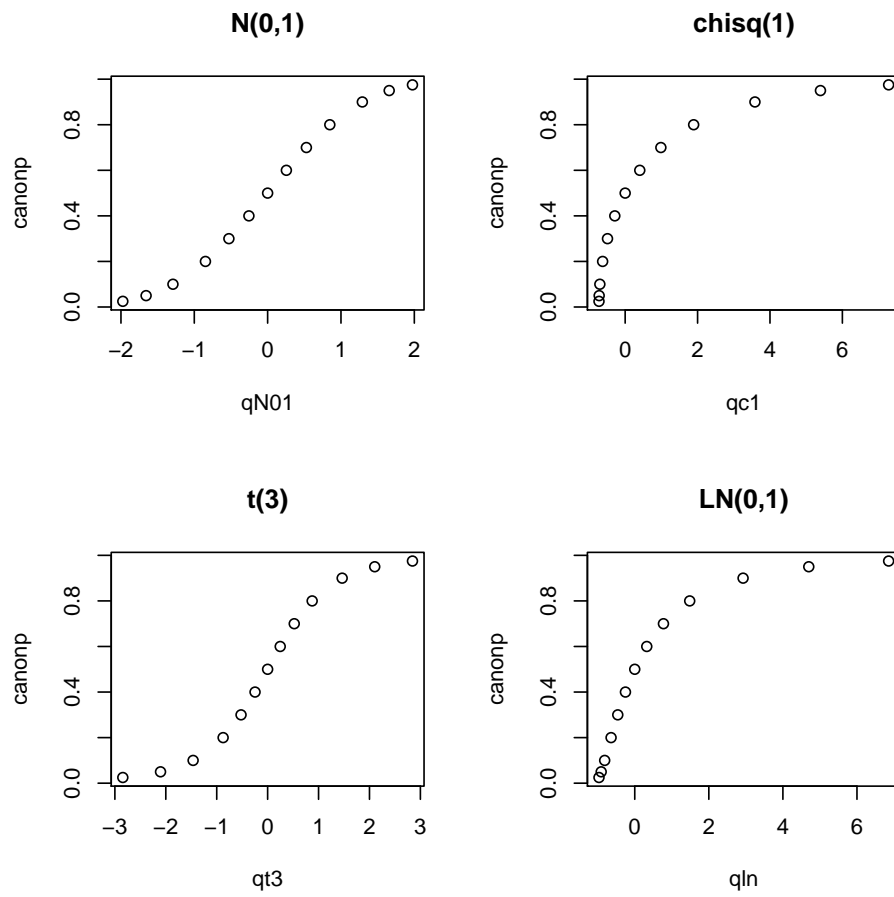 N(0,1)
canonp
0.0 0.4 0.8
−2 −1 0 1 2
qN01
chisq(1)
canonp
0.0 0.4 0.8
0 2 4 6
qc1
t(3)
canonp
0.0 0.4 0.8
−3 −2 −1 0 1 2 3
qt3
LN(0,1)
canonp
0.0 0.4 0.8
0 2 4 6
qln